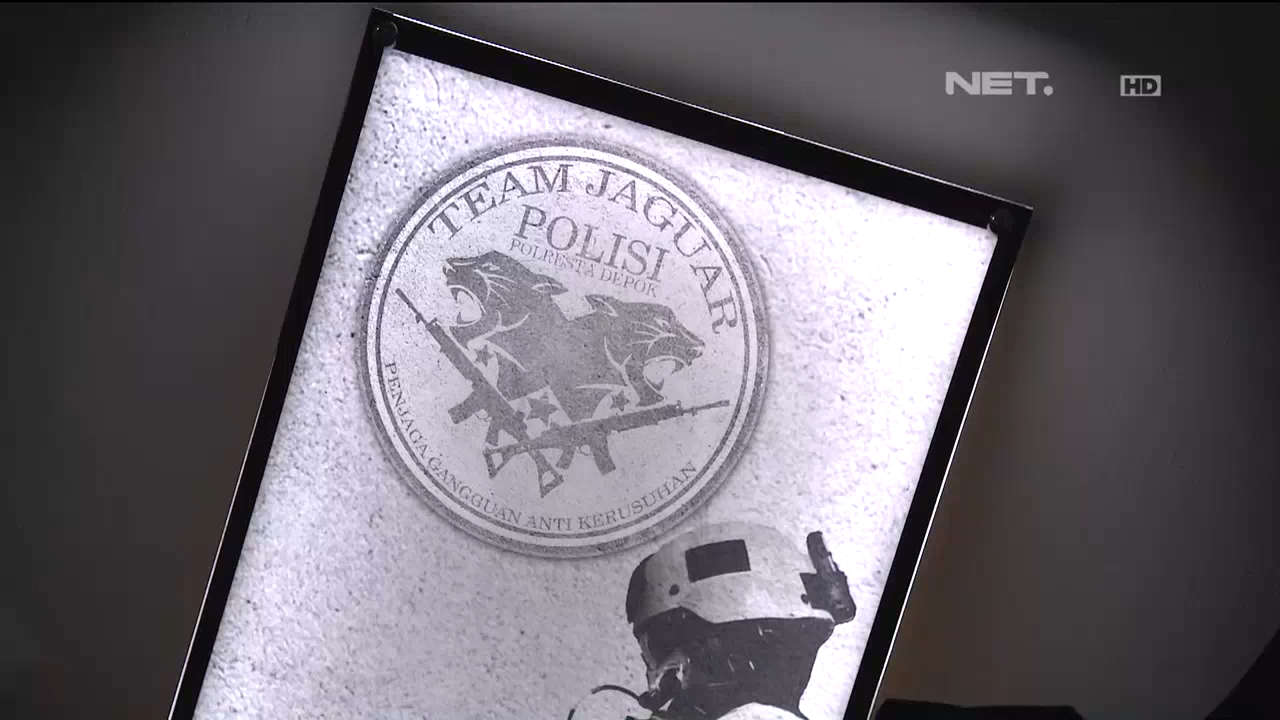 NET.
HD
TEAM JAGUAR
POLISI
POLRESTA DEPOK
PENJAGA GANGGUAN ANTI KERUSUHAN